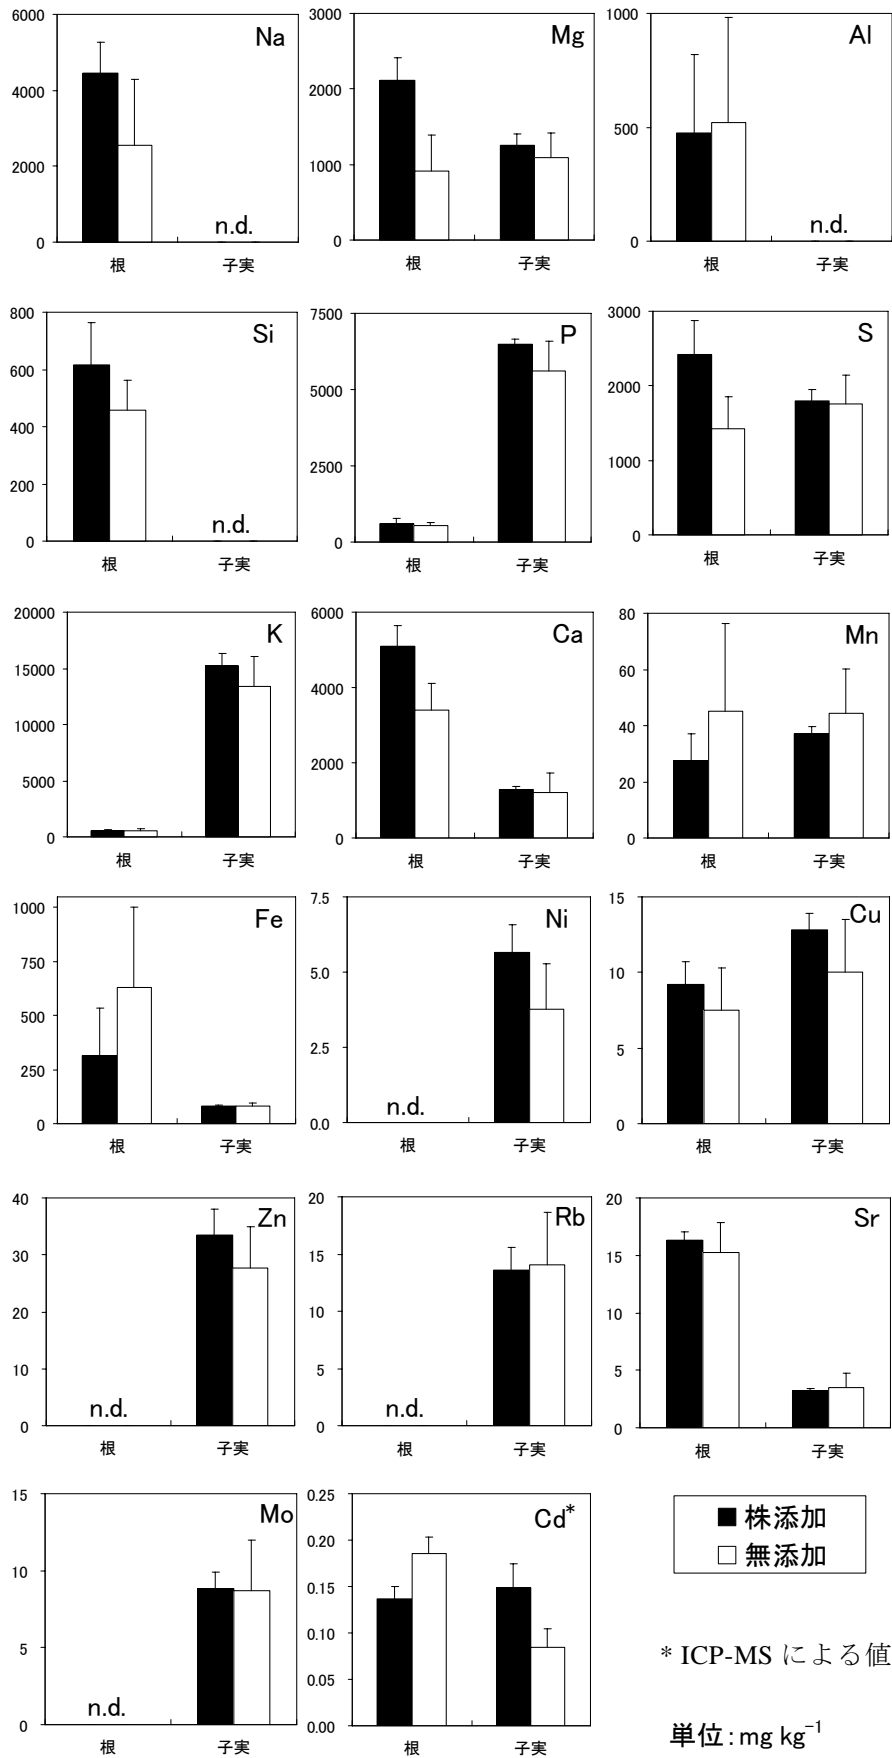 Na
6000
4000
2000
0
n.d.
根 子実
Mg
3000
2000
1000
0
根 子実
Al
1000
500
0
n.d.
根 子実
Si
800
600
400
200
0
n.d.
根 子実
P
7500
5000
2500
0
根 子実
S
3000
2000
1000
0
根 子実
K
20000
15000
10000
5000
0
根 子実
Ca
6000
4000
2000
0
根 子実
Mn
80
60
40
20
0
根 子実
Fe
1000
750
500
250
0
根 子実
Ni
7.5
5.0
2.5
0.0
n.d.
根 子実
Cu
15
10
5
0
根 子実
Zn
40
30
20
10
0
n.d.
根 子実
Rb
20
15
10
5
0
n.d.
根 子実
Sr
20
15
10
5
0
根 子実
Mo
15
10
5
0
n.d.
根 子実
Cd*
0.25
0.20
0.15
0.10
0.05
0.00
根 子実
株添加
無添加
* ICP-MS による値
単位:mg kg⁻¹